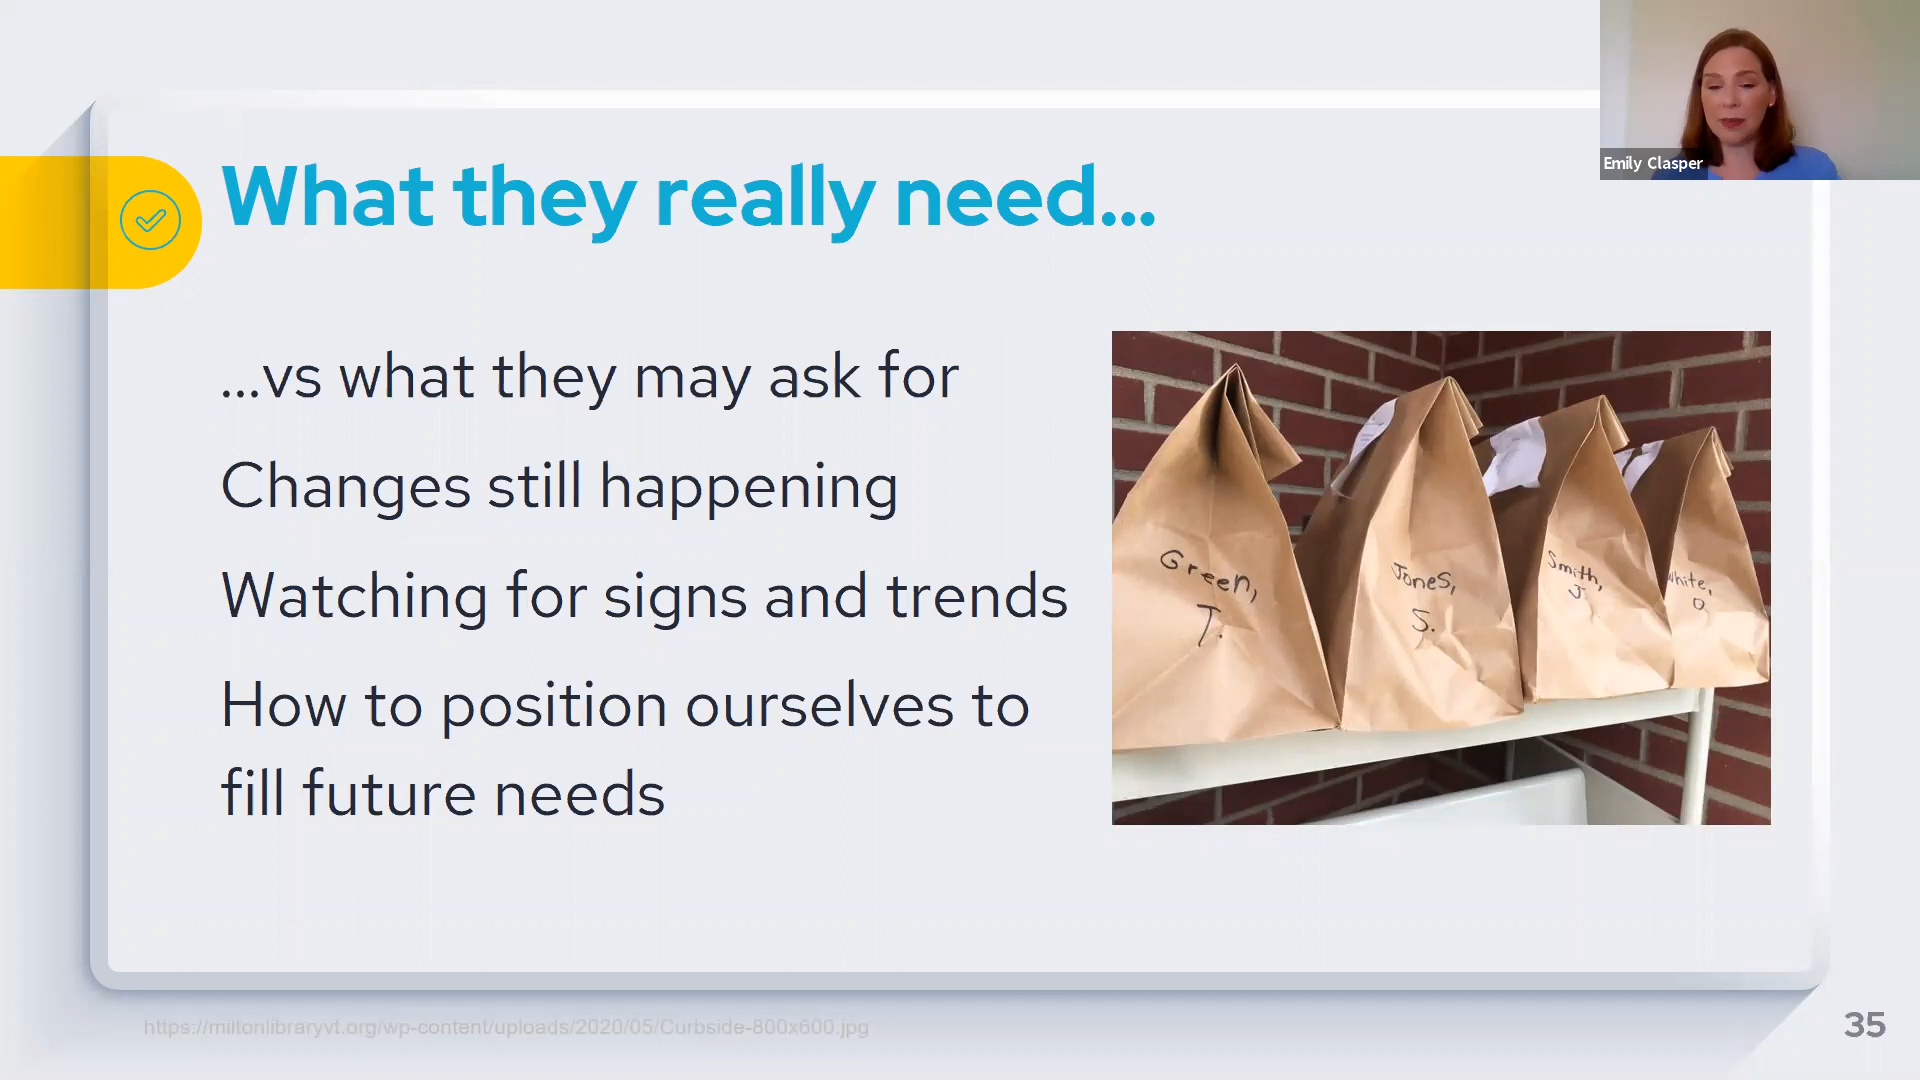 Emily Clasper
What they really need...
...vs what they may ask for
Changes still happening
Watching for signs and trends
How to position ourselves to
fill future needs
Green,
T.
Jones,
S.
Smith,
J.
White,
https://miltonlibraryvt.org/wp-content/uploads/2020/05/Curbside-800x600.jpg
35